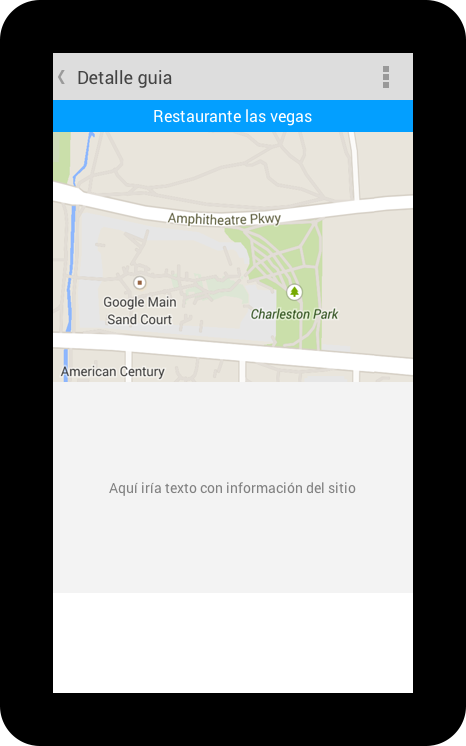 Detalle guia
Restaurante las vegas
Amphitheatre Pkwy
Google Main
Sand Court
Charleston Park
American Century
Aquí iría texto con información del sitio